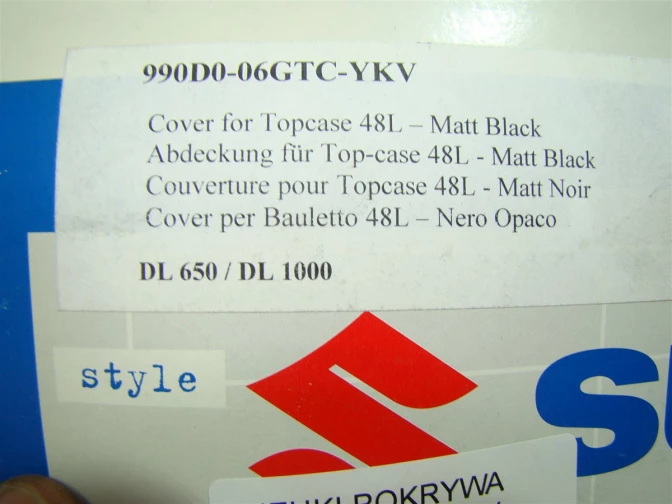 990D0-06GTC-YKV
Cover for Topcase 48L – Matt Black
Abdeckung für Top-case 48L - Matt Black
Couverture pour Topcase 48L - Matt Noir
Cover per Bauletto 48L – Nero Opaco
DL 650 / DL 1000
style
POKRYWA